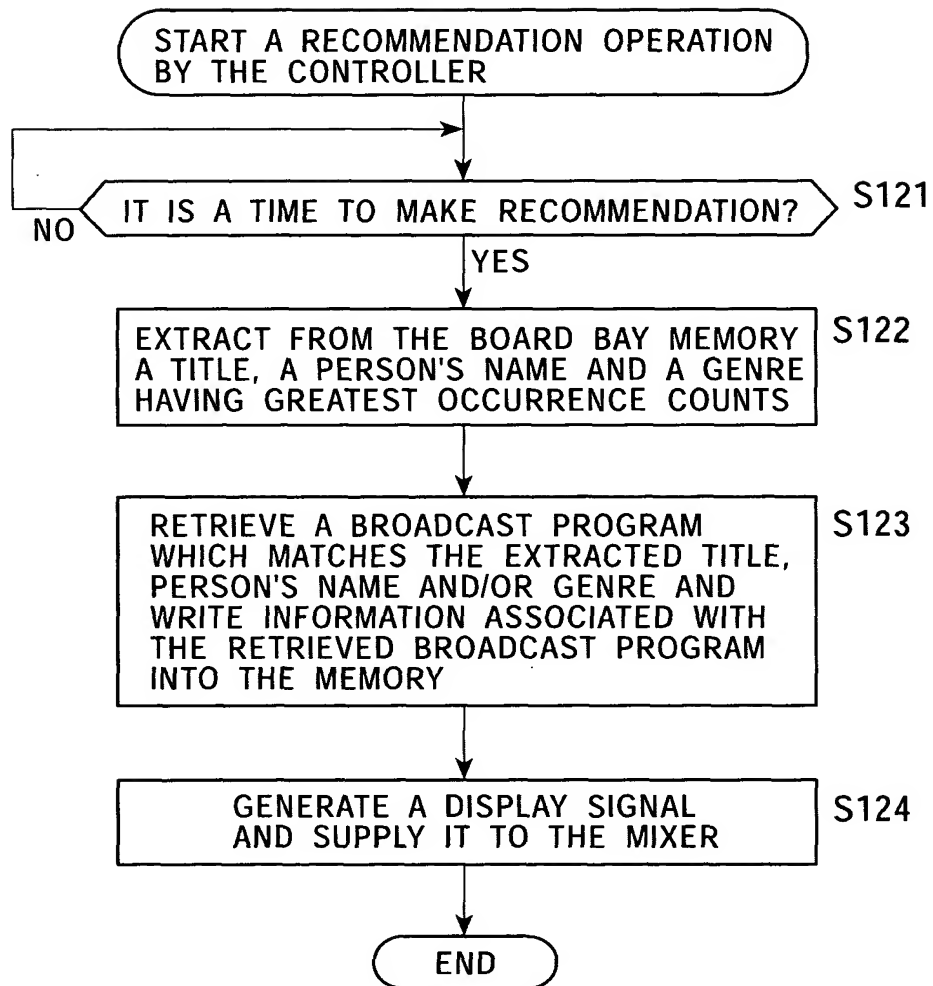 START A RECOMMENDATION OPERATION
BY THE CONTROLLER
IT IS A TIME TO MAKE RECOMMENDATION?
S121
NO
YES
EXTRACT FROM THE BOARD BAY MEMORY
A TITLE, A PERSON'S NAME AND A GENRE
HAVING GREATEST OCCURRENCE COUNTS
S122
RETRIEVE A BROADCAST PROGRAM
WHICH MATCHES THE EXTRACTED TITLE,
PERSON'S NAME AND/OR GENRE AND
WRITE INFORMATION ASSOCIATED WITH
THE RETRIEVED BROADCAST PROGRAM
INTO THE MEMORY
S123
GENERATE A DISPLAY SIGNAL
AND SUPPLY IT TO THE MIXER
S124
END